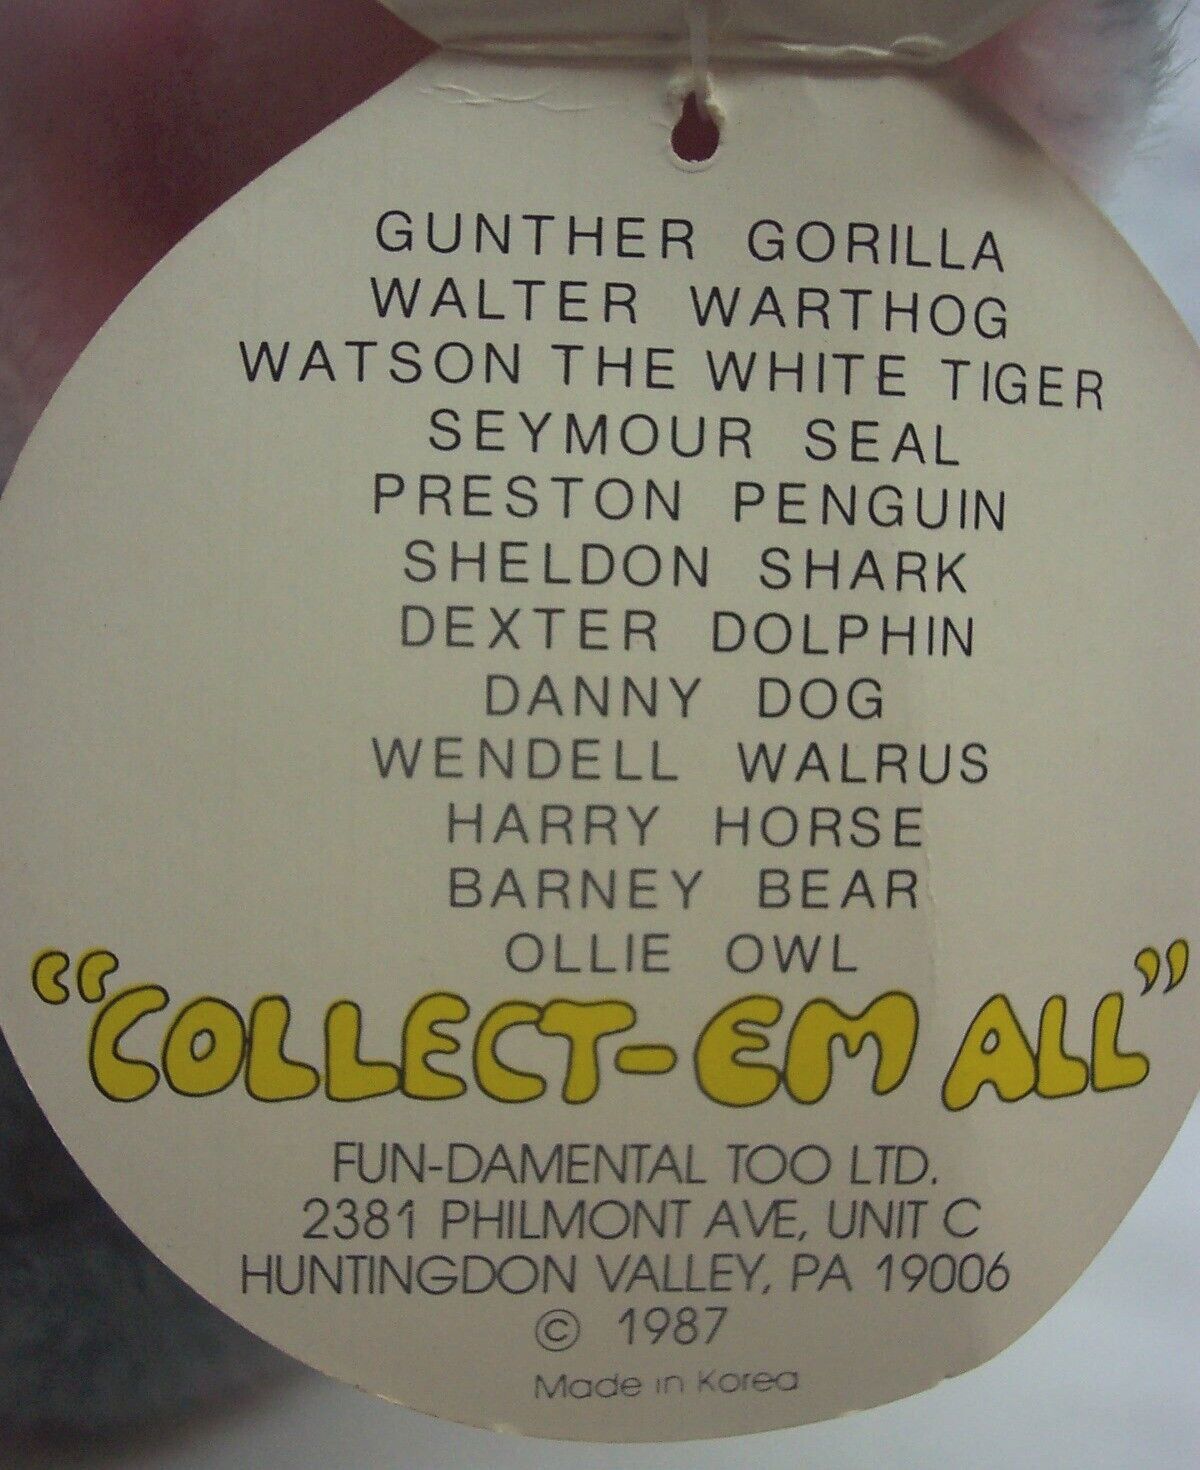 GUNTHER GORILLA
WALTER WARTHOG
WATSON THE WHITE TIGER
SEYMOUR SEAL
PRESTON PENGUIN
SHELDON SHARK
DEXTER DOLPHIN
DANNY DOG
WENDELL WALRUS
HARRY HORSE
BARNEY BEAR
OLLIE OWL
“COLLECT-EM ALL”
FUN-DAMENTAL TOO LTD.
2381 PHILMONT AVE, UNIT C
HUNTINGDON VALLEY, PA 19006
© 1987
Made in Korea